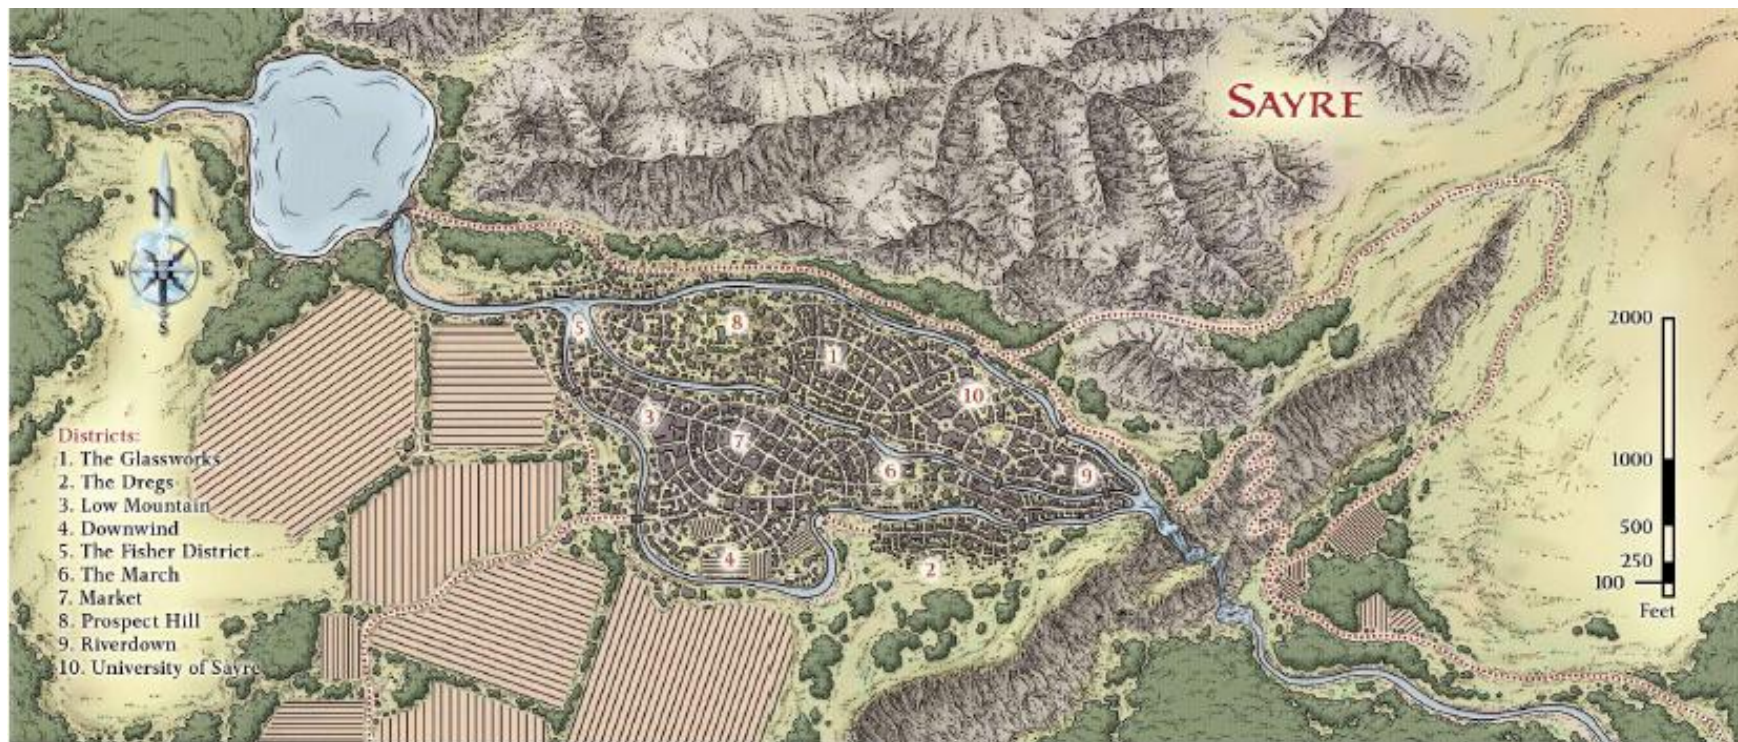 SAYRE
N
W E
S
8
5
1
10
3
7
6
9
4
2
Districts:
1. The Glassworks
2. The Dregs
3. Low Mountain
4. Downwind
5. The Fisher District
6. The March
7. Market
8. Prospect Hill
9. Riverdown
10. University of Sayre
2000
1000
500
250
100
Feet